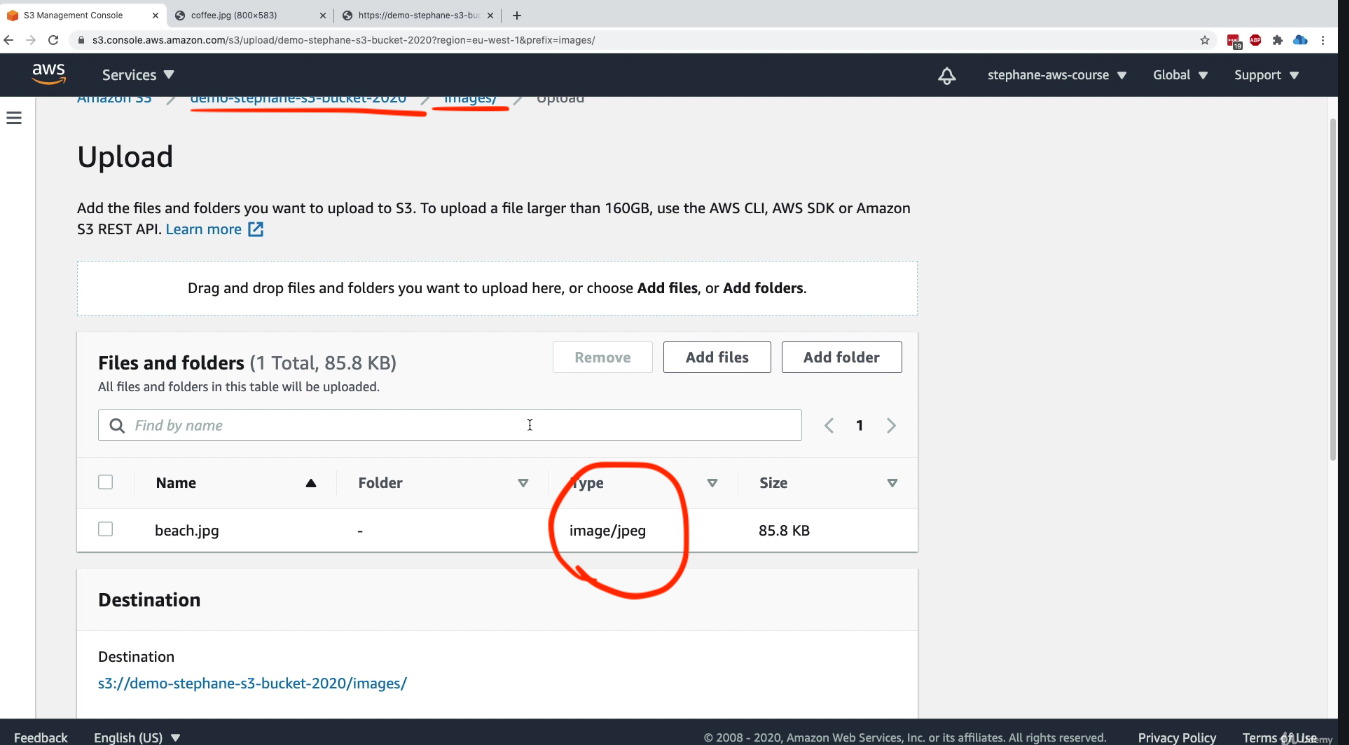 S3 Management Console
coffee.jpg (800×583)
https://demo-stephane-s3-buc
s3.console.aws.amazon.com/s3/upload/demo-stephane-s3-bucket-2020?region=eu-west-1&prefix=images/
19
ABP
aws
Services
stephane-aws-course
Global
Support
Amazon S3
demo-stephane-s3-bucket-2020
images/
Upload
Upload
Add the files and folders you want to upload to S3. To upload a file larger than 160GB, use the AWS CLI, AWS SDK or Amazon
S3 REST API. Learn more
Drag and drop files and folders you want to upload here, or choose Add files, or Add folders.
Files and folders (1 Total, 85.8 KB)
Remove
Add files
Add folder
All files and folders in this table will be uploaded.
Find by name
1
Name
Folder
Type
Size
beach.jpg
-
image/jpeg
85.8 KB
Destination
Destination
s3://demo-stephane-s3-bucket-2020/images/
Feedback
English (US)
© 2008 - 2020, Amazon Web Services, Inc. or its affiliates. All rights reserved.
Privacy Policy
Terms of Use